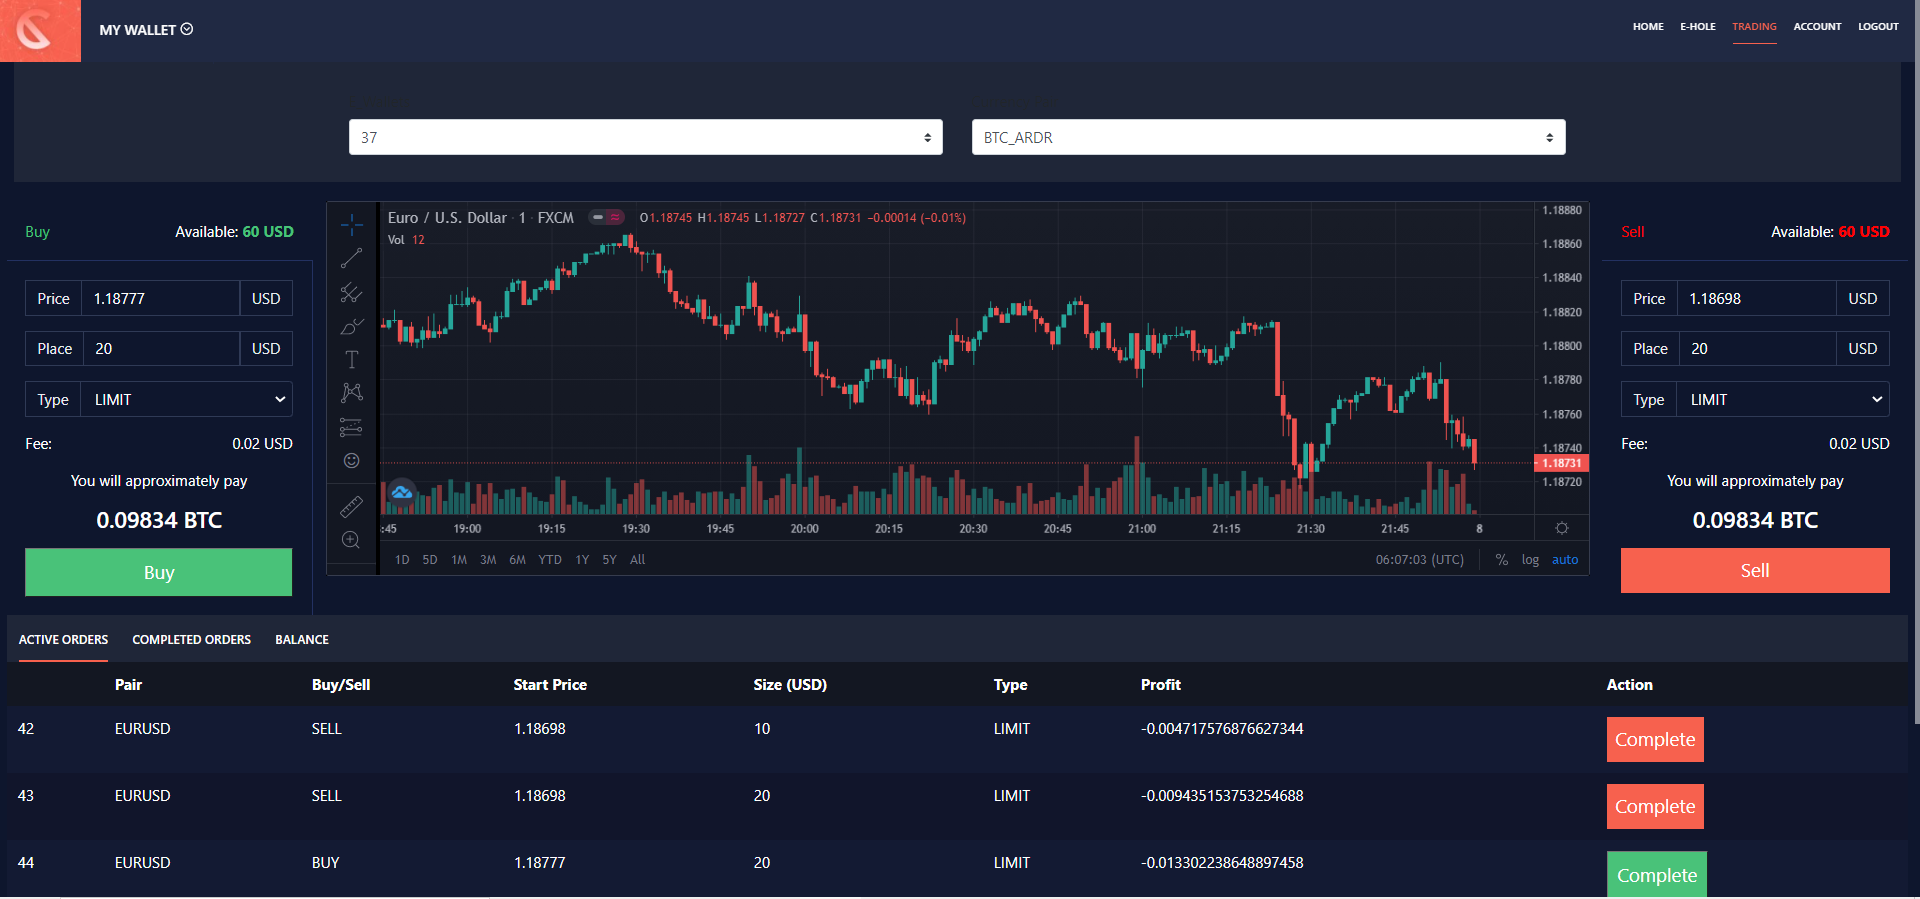 MY WALLET
HOME E-HOLE TRADING ACCOUNT LOGOUT
37
BTC_ARDR
Buy Available: 60 USD
Price 1.18777 USD
Place 20 USD
Type LIMIT
Fee: 0.02 USD
You will approximately pay
0.09834 BTC
Buy
Euro / U.S. Dollar · 1 · FXCM O1.18745 H1.18745 L1.18727 C1.18731 −0.00014 (−0.01%)
Vol 12
1.18880
1.18860
1.18840
1.18820
1.18800
1.18780
1.18760
1.18740
1.18731
1.18720
:45 19:00 19:15 19:30 19:45 20:00 20:15 20:30 20:45 21:00 21:15 21:30 21:45 8
1D 5D 1M 3M 6M YTD 1Y 5Y All 06:07:03 (UTC) % log auto
Sell Available: 60 USD
Price 1.18698 USD
Place 20 USD
Type LIMIT
Fee: 0.02 USD
You will approximately pay
0.09834 BTC
Sell
ACTIVE ORDERS COMPLETED ORDERS BALANCE
Pair Buy/Sell Start Price Size (USD) Type Profit Action
42 EURUSD SELL 1.18698 10 LIMIT -0.004717576876627344 Complete
43 EURUSD SELL 1.18698 20 LIMIT -0.009435153753254688 Complete
44 EURUSD BUY 1.18777 20 LIMIT -0.013302238648897458 Complete